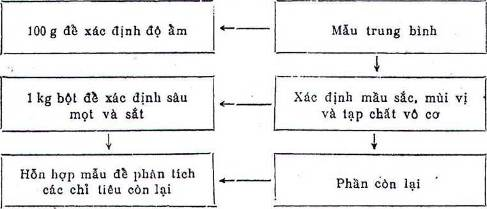 100 g để xác định độ ẩm
Mẫu trung bình
1 kg bột để xác định sâu
mọt và sắt
Xác định mầu sắc, mùi vị
và tạp chất vô cơ
Hỗn hợp mẫu để phân tích
các chỉ tiêu còn lại
Phần còn lại